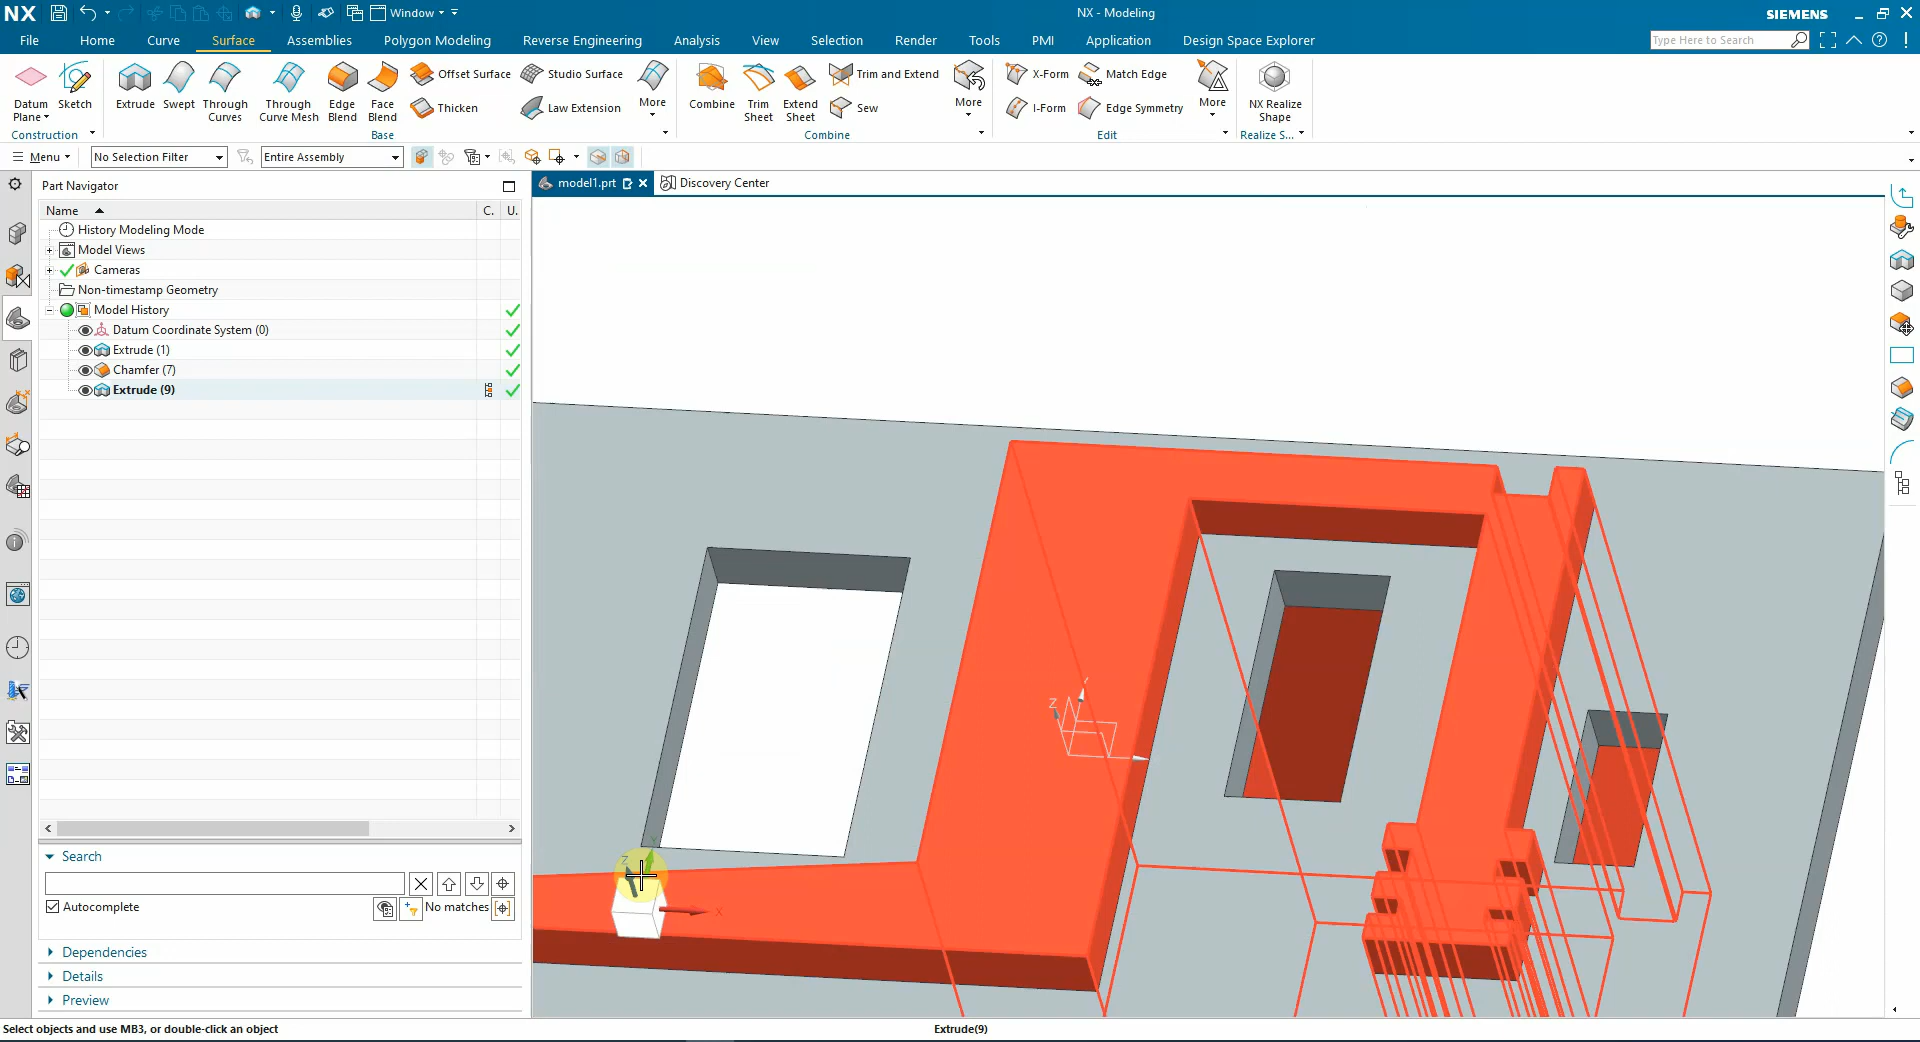 NX
Window
NX - Modeling
SIEMENS
File
Home
Curve
Surface
Assemblies
Polygon Modeling
Reverse Engineering
Analysis
View
Selection
Render
Tools
PMI
Application
Design Space Explorer
Type Here to Search
Datum Plane
Sketch
Construction
Extrude
Swept
Through Curves
Through Curve Mesh
Edge Blend
Face Blend
Offset Surface
Thicken
Studio Surface
Law Extension
More
Base
Combine
Trim Sheet
Extend Sheet
Trim and Extend
Sew
More
Combine
X-Form
I-Form
Match Edge
Edge Symmetry
More
Edit
NX Realize Shape
Realize S...
Menu
No Selection Filter
Entire Assembly
Part Navigator
model1.prt
Discovery Center
Name
C.
U.
History Modeling Mode
Model Views
Cameras
Non-timestamp Geometry
Model History
Datum Coordinate System (0)
Extrude (1)
Chamfer (7)
Extrude (9)
Z
Z
Y
X
Search
Autocomplete
No matches
Dependencies
Details
Preview
Select objects and use MB3, or double-click an object
Extrude(9)